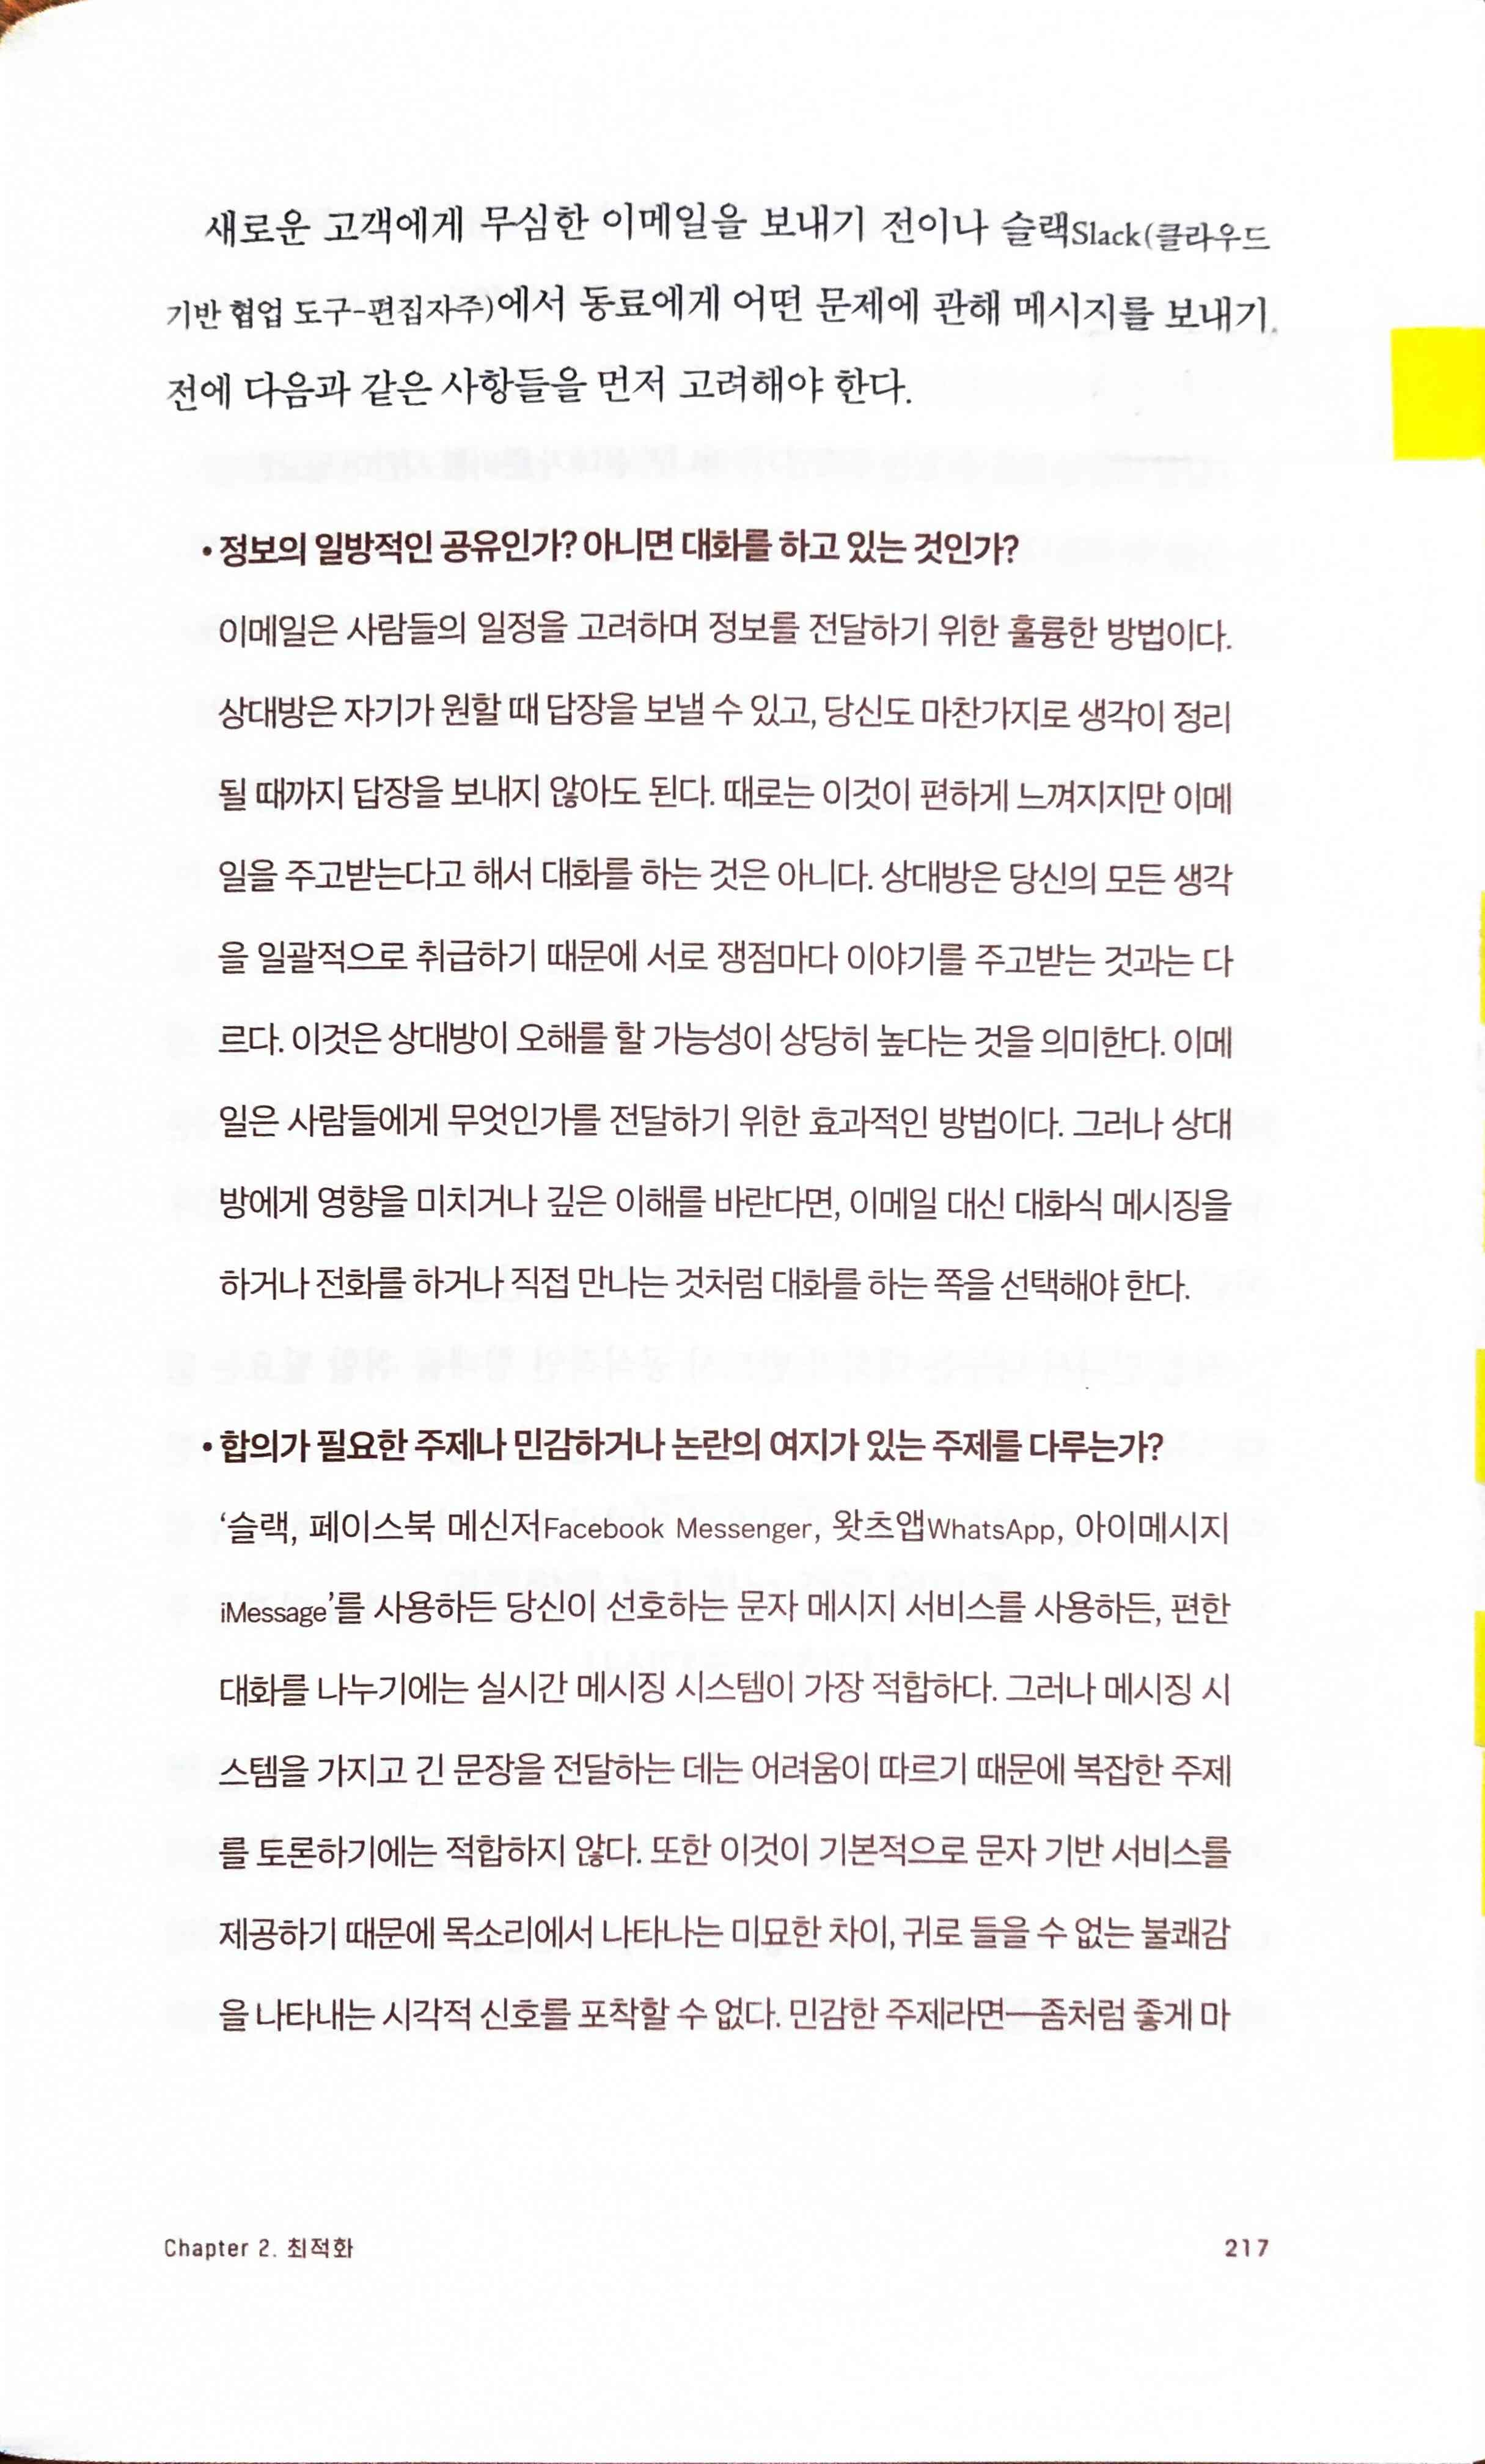 새로운 고객에게 무심한 이메일을 보내기 전이나 슬랙Slack(클라우드
기반 협업 도구-편집자주)에서 동료에게 어떤 문제에 관해 메시지를 보내기
전에 다음과 같은 사항들을 먼저 고려해야 한다.
• 정보의 일방적인 공유인가? 아니면 대화를 하고 있는 것인가?
이메일은 사람들의 일정을 고려하며 정보를 전달하기 위한 훌륭한 방법이다.
상대방은 자기가 원할 때 답장을 보낼 수 있고, 당신도 마찬가지로 생각이 정리
될 때까지 답장을 보내지 않아도 된다. 때로는 이것이 편하게 느껴지지만 이메
일을 주고받는다고 해서 대화를 하는 것은 아니다. 상대방은 당신의 모든 생각
을 일괄적으로 취급하기 때문에 서로 쟁점마다 이야기를 주고받는 것과는 다
르다. 이것은 상대방이 오해를 할 가능성이 상당히 높다는 것을 의미한다. 이메
일은 사람들에게 무엇인가를 전달하기 위한 효과적인 방법이다. 그러나 상대
방에게 영향을 미치거나 깊은 이해를 바란다면, 이메일 대신 대화식 메시징을
하거나 전화를 하거나 직접 만나는 것처럼 대화를 하는 쪽을 선택해야 한다.
• 합의가 필요한 주제나 민감하거나 논란의 여지가 있는 주제를 다루는가?
‘슬랙, 페이스북 메신저Facebook Messenger, 왓츠앱WhatsApp, 아이메시지
iMessage’를 사용하든 당신이 선호하는 문자 메시지 서비스를 사용하든, 편한
대화를 나누기에는 실시간 메시징 시스템이 가장 적합하다. 그러나 메시징 시
스템을 가지고 긴 문장을 전달하는 데는 어려움이 따르기 때문에 복잡한 주제
를 토론하기에는 적합하지 않다. 또한 이것이 기본적으로 문자 기반 서비스를
제공하기 때문에 목소리에서 나타나는 미묘한 차이, 귀로 들을 수 없는 불쾌감
을 나타내는 시각적 신호를 포착할 수 없다. 민감한 주제라면—좀처럼 좋게 마
Chapter 2. 최적화
217